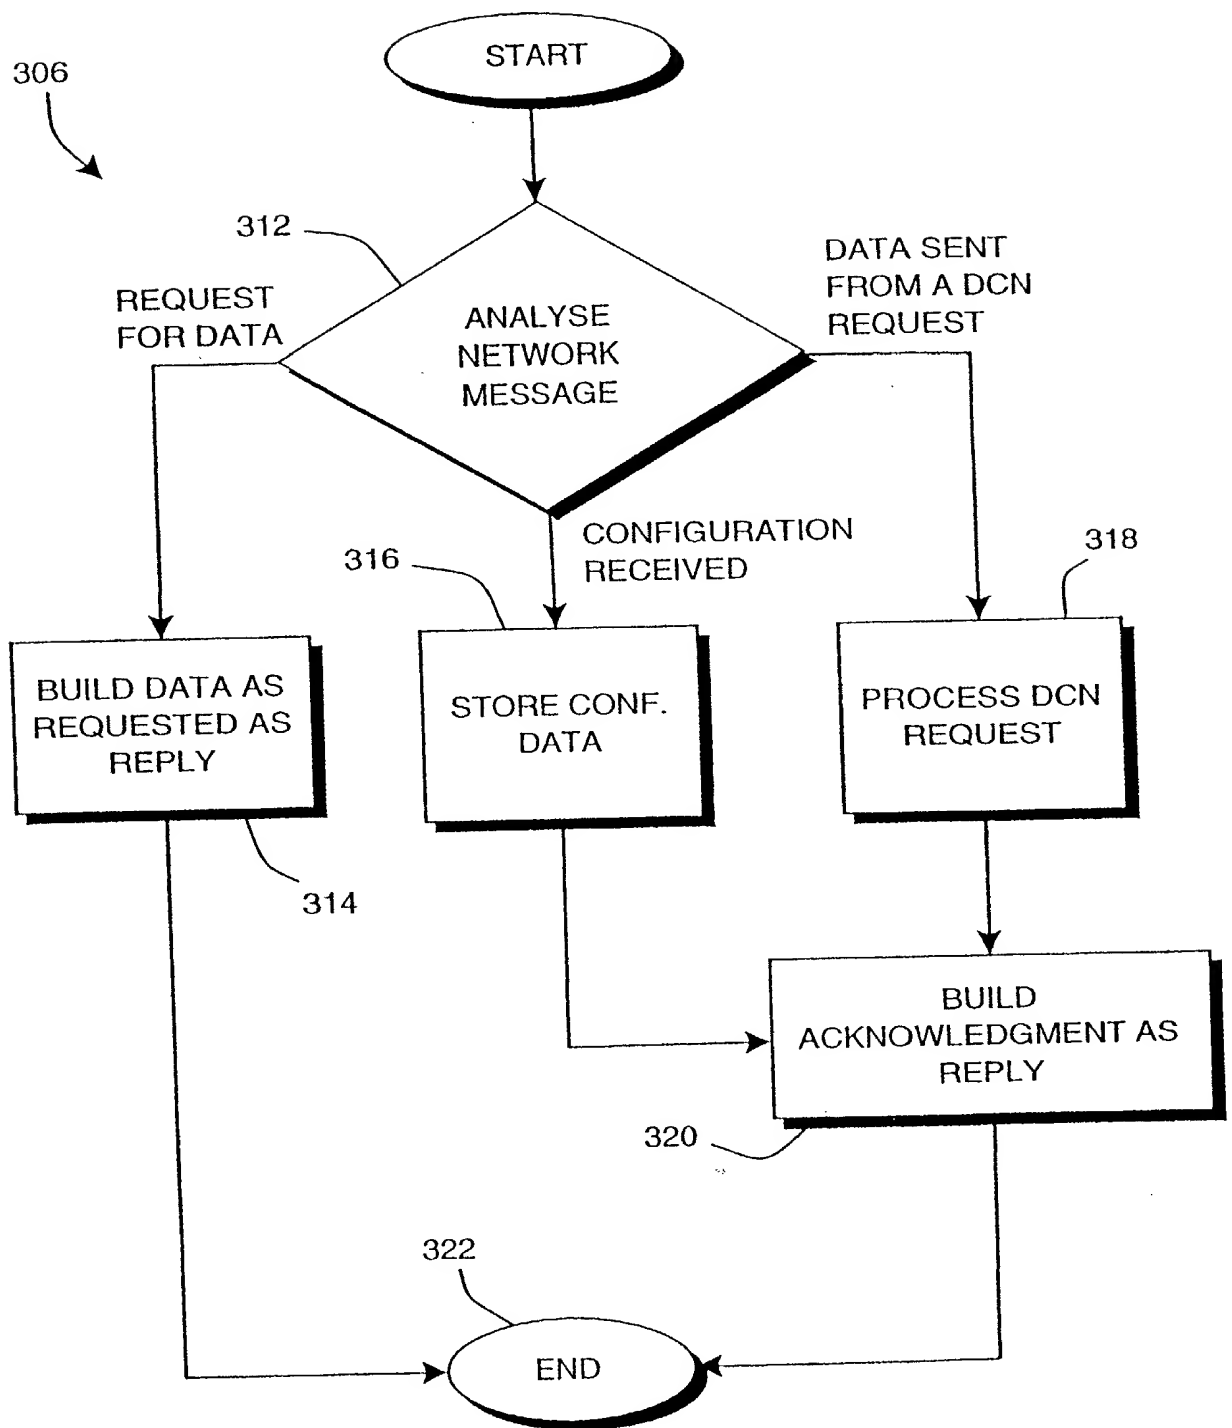 START
306
312
REQUEST
FOR DATA
DATA SENT
FROM A DCN
REQUEST
ANALYSE
NETWORK
MESSAGE
CONFIGURATION
RECEIVED
316
318
BUILD DATA AS
REQUESTED AS
REPLY
STORE CONF.
DATA
PROCESS DCN
REQUEST
314
BUILD
ACKNOWLEDGMENT AS
REPLY
320
322
END